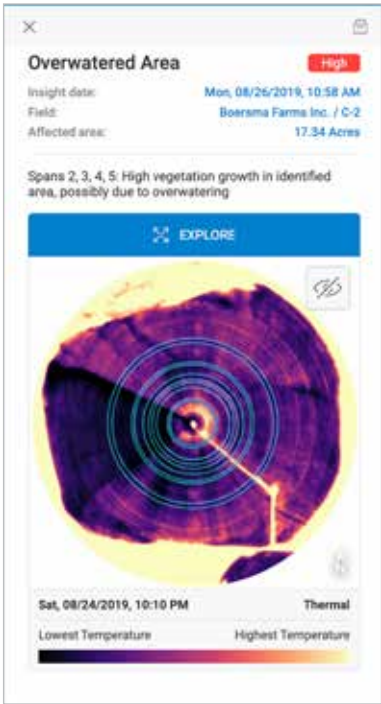 Overwatered Area High
Insight date: Mon, 08/26/2019, 10:58 AM
Field: Boersma Farms Inc. / C-2
Affected area: 17.34 Acres
Spans 2, 3, 4, 5: High vegetation growth in identified
area, possibly due to overwatering
EXPLORE
Sat, 08/24/2019, 10:10 PM Thermal
Lowest Temperature Highest Temperature